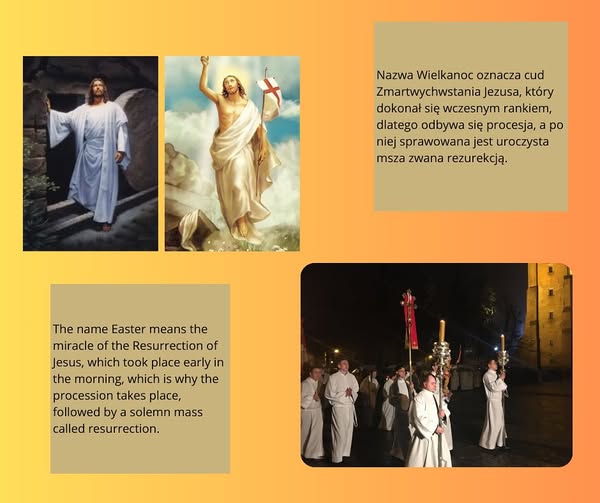 Nazwa Wielkanoc oznacza cud
Zmartwychwstania Jezusa, który
dokonał się wczesnym rankiem,
dlatego odbywa się procesja, a po
niej sprawowana jest uroczysta
msza zwana rezurekcją.
The name Easter means the
miracle of the Resurrection of
Jesus, which took place early in
the morning, which is why the
procession takes place,
followed by a solemn mass
called resurrection.